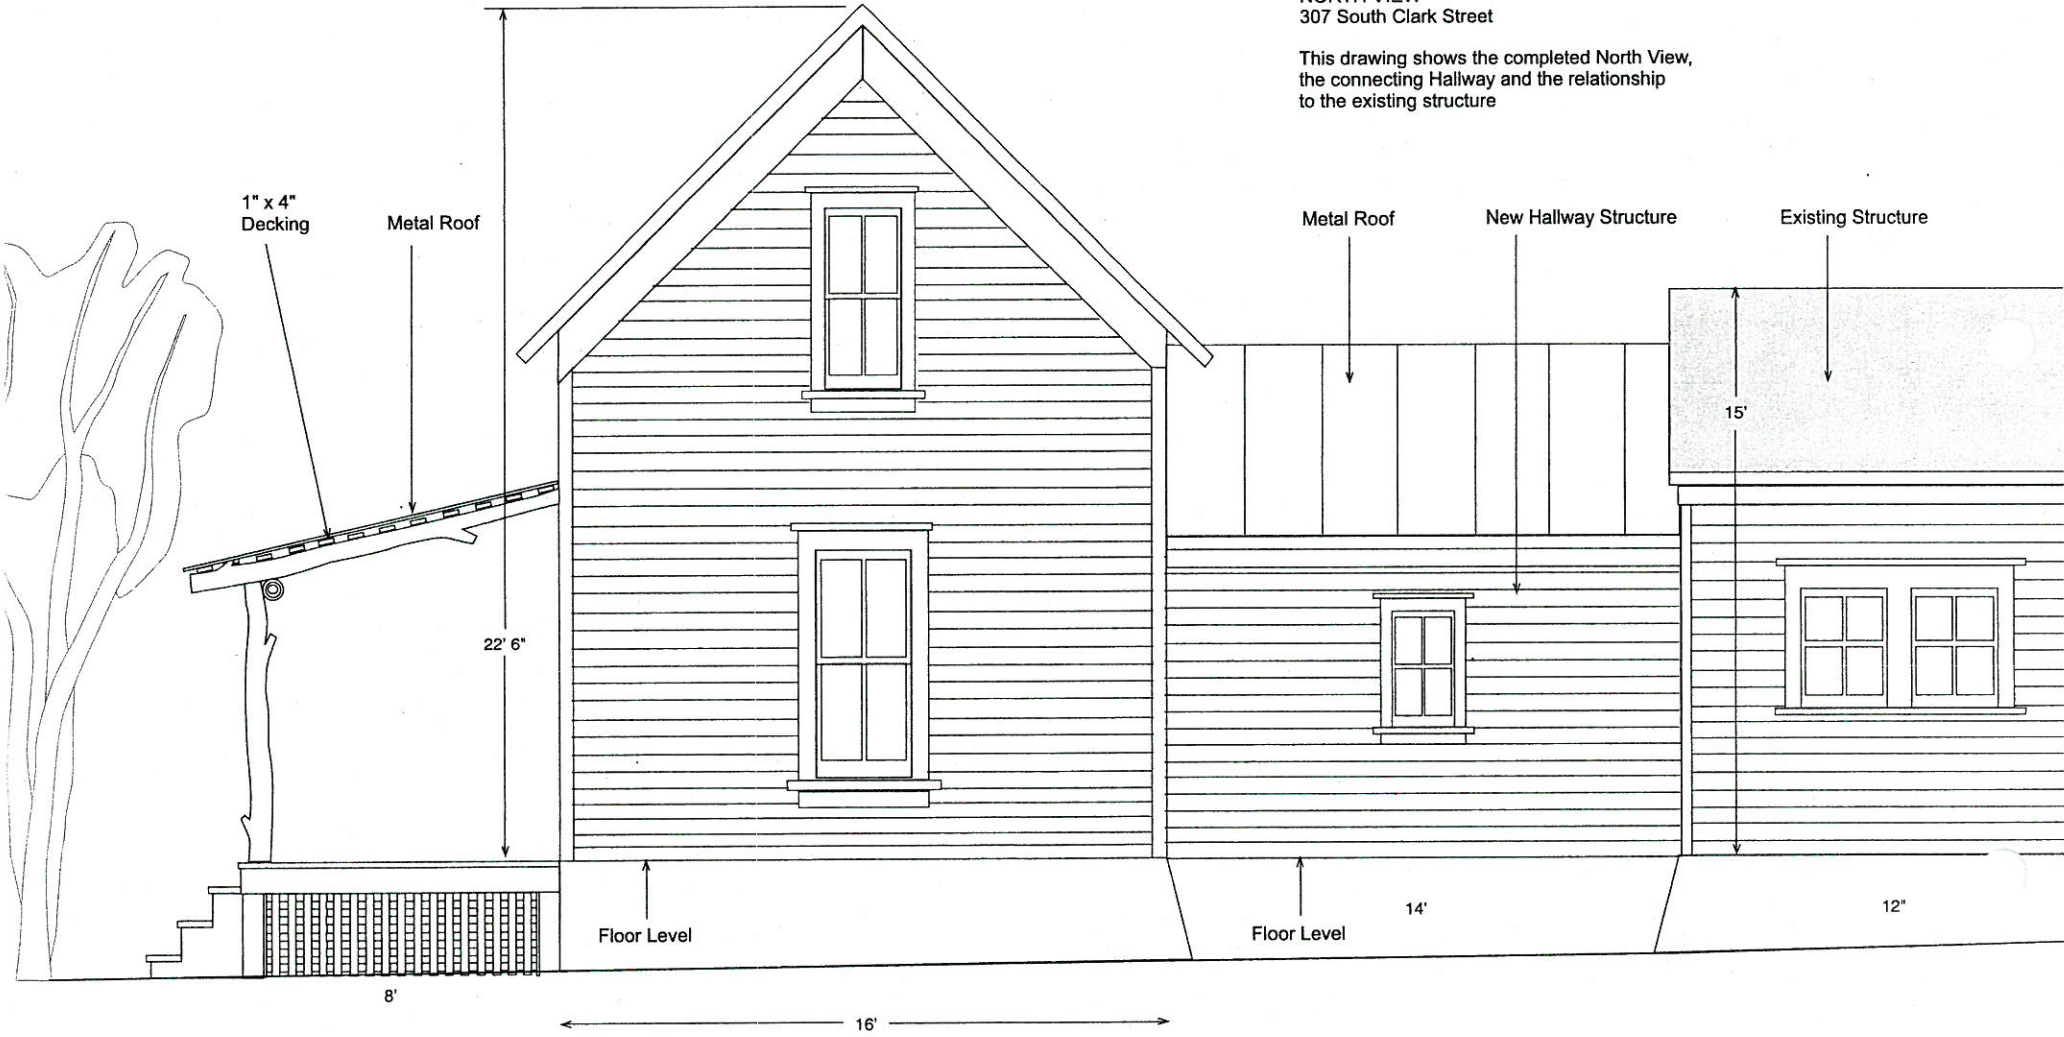 NORTH VIEW
307 South Clark Street
This drawing shows the completed North View,
the connecting Hallway and the relationship
to the existing structure
1" x 4"
Decking
Metal Roof
Metal Roof
New Hallway Structure
Existing Structure
15'
22' 6"
Floor Level
Floor Level
14'
12"
8'
16'